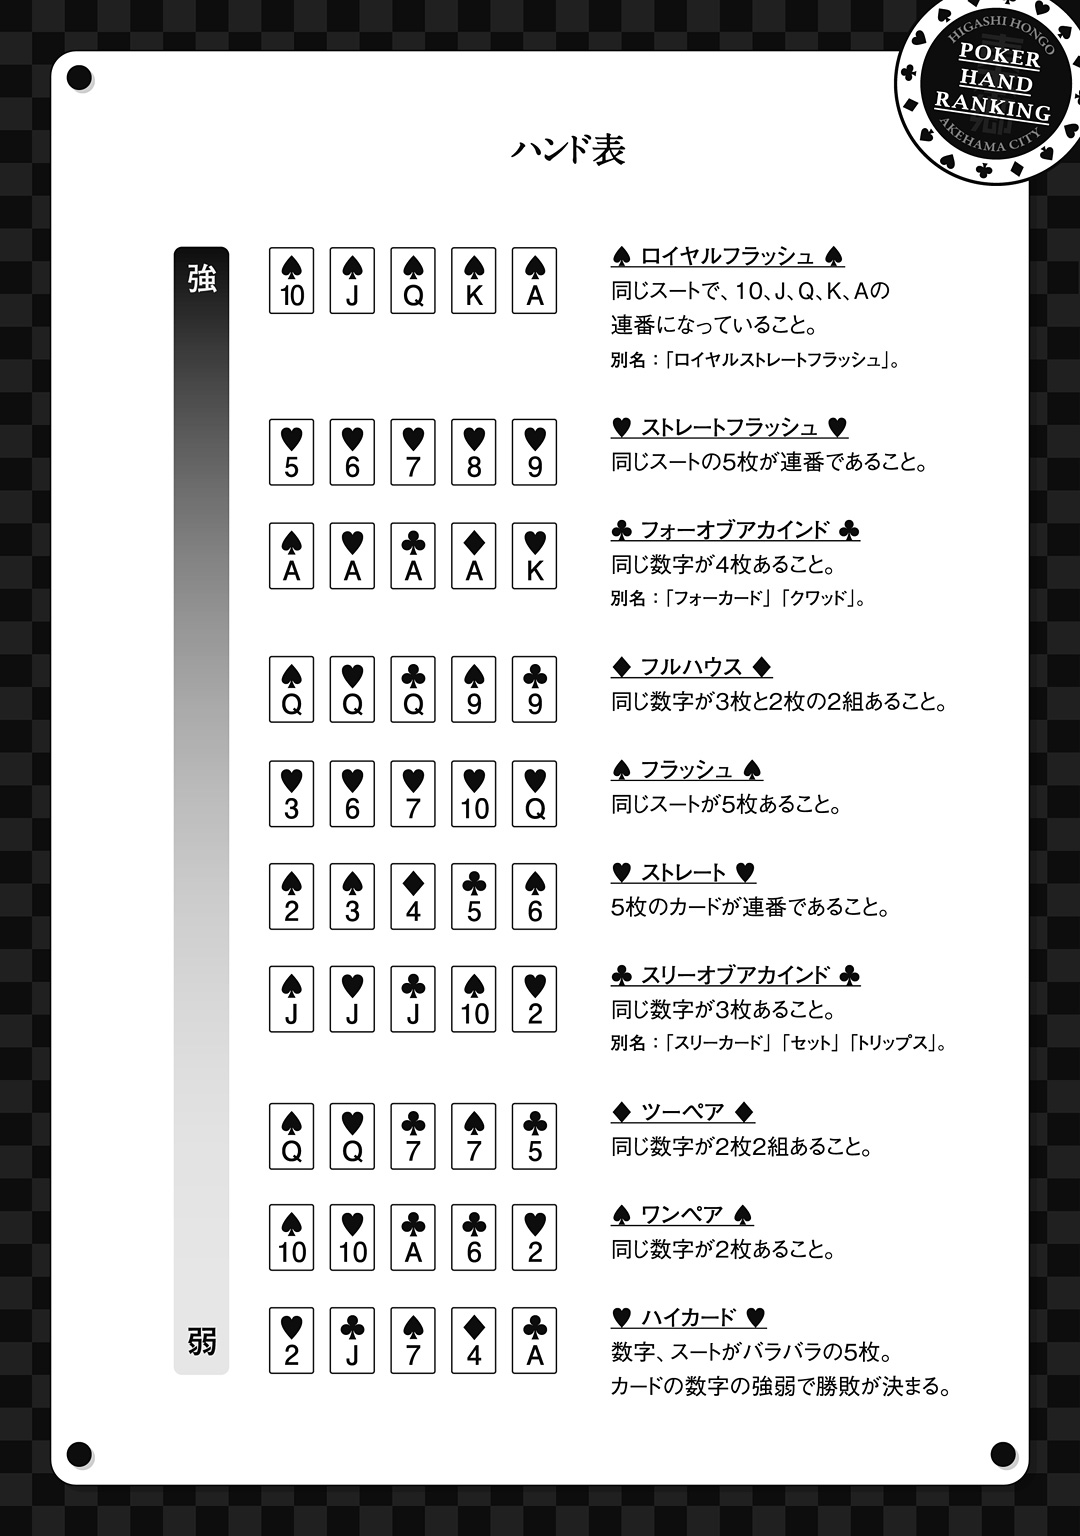 HIGASHI HONGO
POKER
HAND
RANKING
AKEHAMA CITY
ハンド表
強
♠10 ♠J ♠Q ♠K ♠A
♠ ロイヤルフラッシュ ♠
同じスートで、10、J、Q、K、Aの
連番になっていること。
別名：「ロイヤルストレートフラッシュ」。
♥5 ♥6 ♥7 ♥8 ♥9
♥ ストレートフラッシュ ♥
同じスートの5枚が連番であること。
♠A ♥A ♣A ♦A ♥K
♣ フォーオブアカインド ♣
同じ数字が4枚あること。
別名：「フォーカード」「クワッド」。
♠Q ♥Q ♣Q ♠9 ♣9
♦ フルハウス ♦
同じ数字が3枚と2枚の2組あること。
♥3 ♥6 ♥7 ♥10 ♥Q
♠ フラッシュ ♠
同じスートが5枚あること。
♠2 ♠3 ♦4 ♣5 ♠6
♥ ストレート ♥
5枚のカードが連番であること。
♠J ♥J ♣J ♠10 ♥2
♣ スリーオブアカインド ♣
同じ数字が3枚あること。
別名：「スリーカード」「セット」「トリップス」。
♠Q ♥Q ♣7 ♠7 ♣5
♦ ツーペア ♦
同じ数字が2枚2組あること。
♠10 ♥10 ♣A ♣6 ♥2
♠ ワンペア ♠
同じ数字が2枚あること。
弱
♥2 ♣J ♠7 ♦4 ♣A
♥ ハイカード ♥
数字、スートがバラバラの5枚。
カードの数字の強弱で勝敗が決まる。